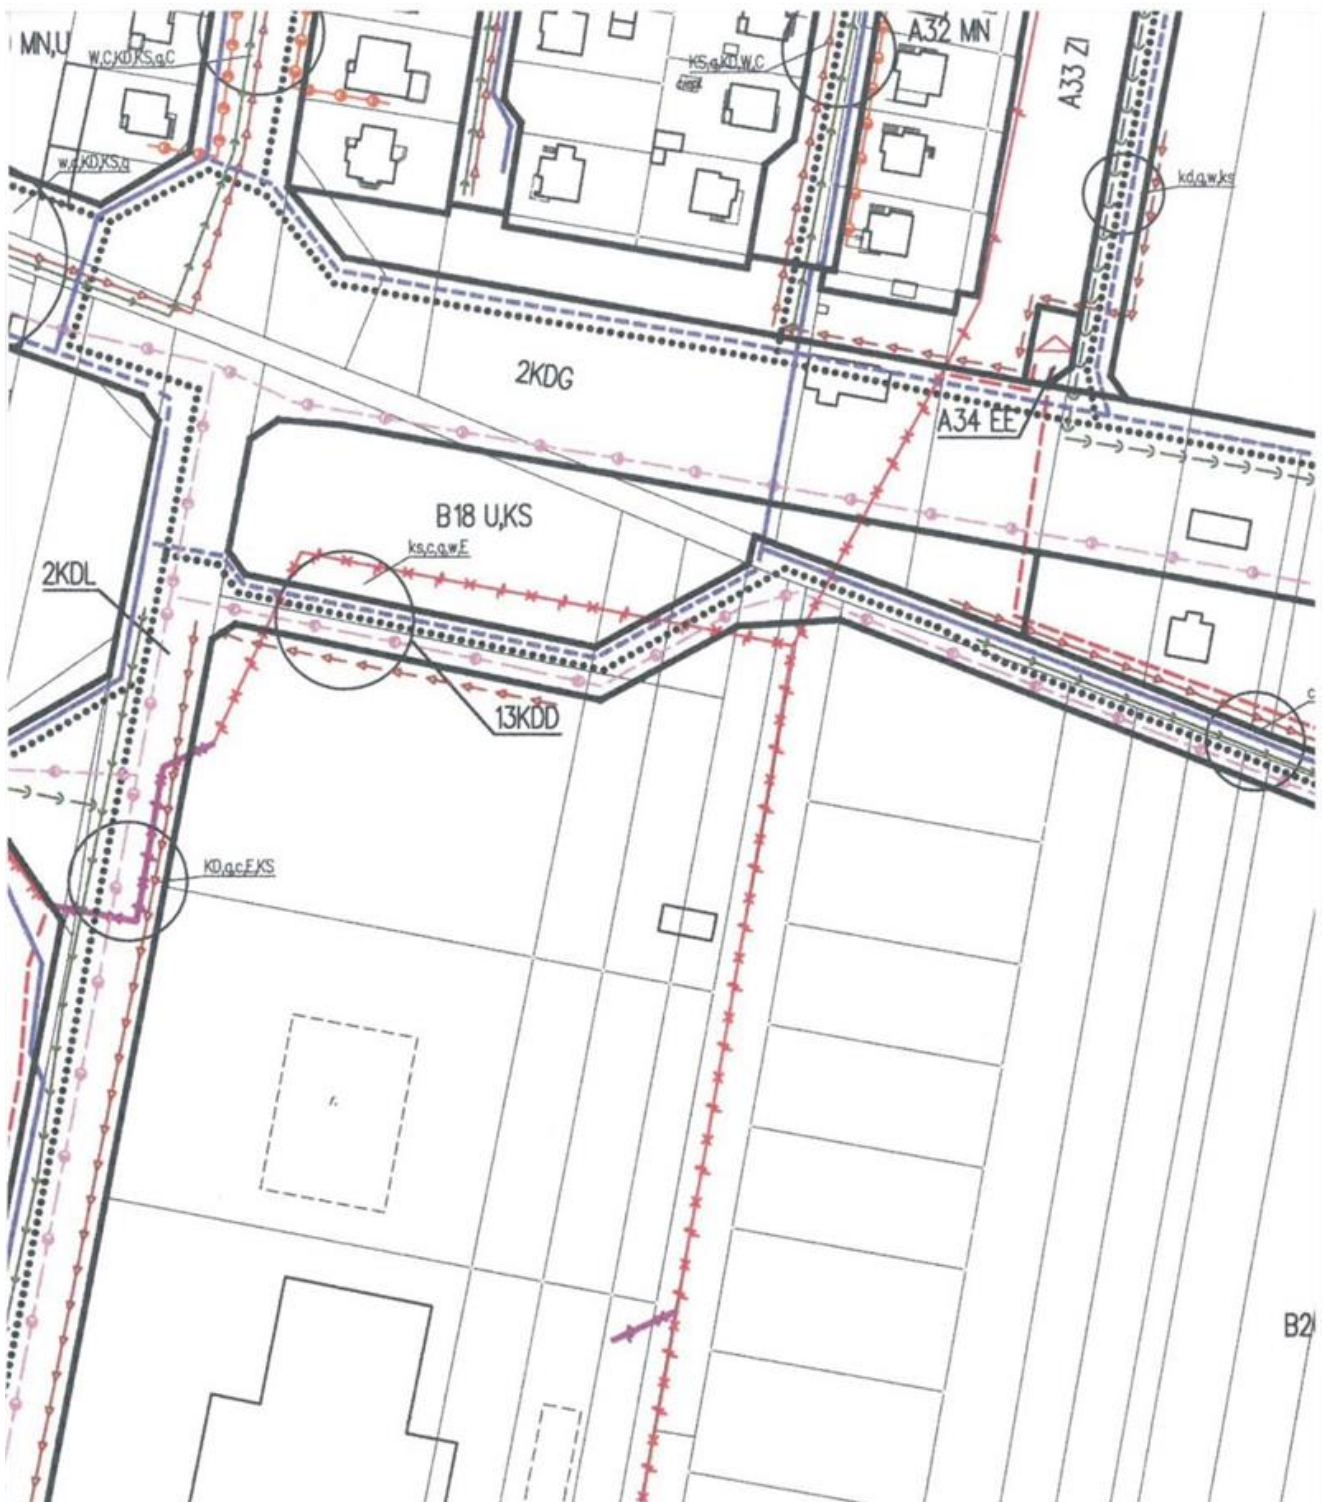 MN,U
W,C,KD,KS,g,C
KS,g,KD,W,C
A32 MN
A33 ZI
w,c,KD,KS,g
kd,g,w,ks
2KDG
A34 EE
B18 U,KS
ks,c,g,w,E
2KDL
c
13KDD
KD,g,c,E,KS
r.
B2